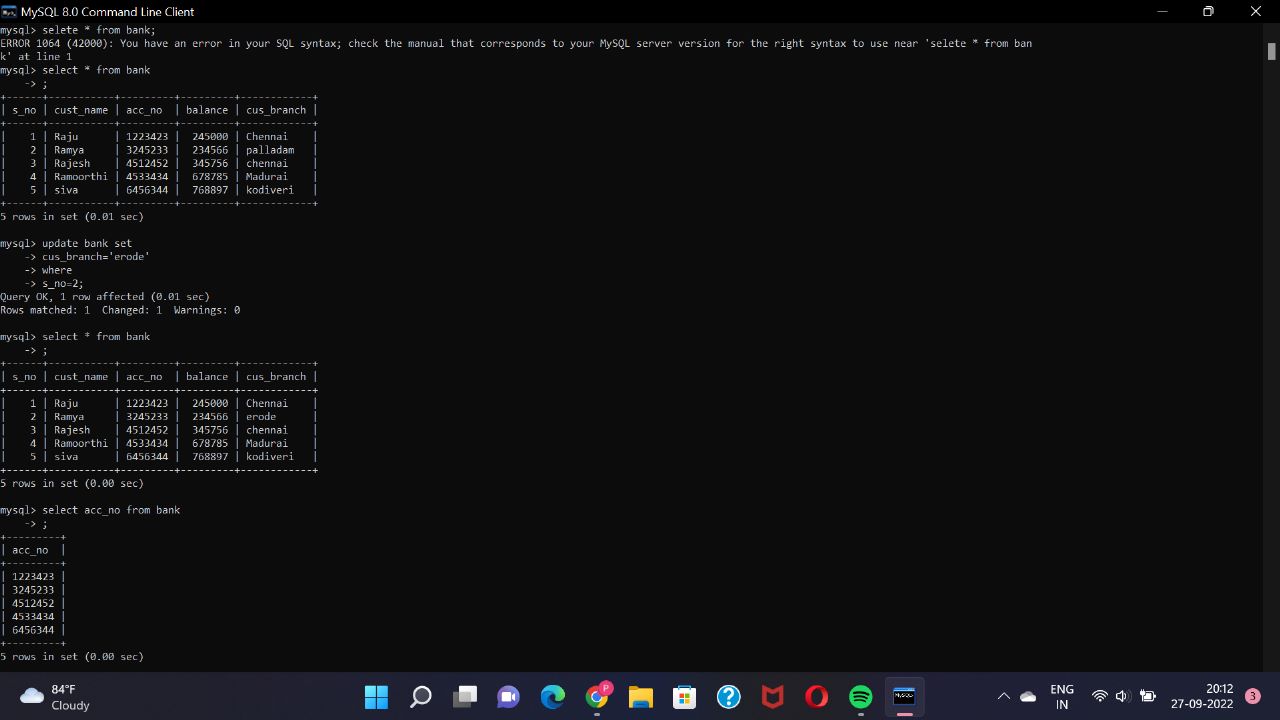 MySQL 8.0 Command Line Client
mysql> selete * from bank;
ERROR 1064 (42000): You have an error in your SQL syntax; check the manual that corresponds to your MySQL server version for the right syntax to use near 'selete * from ban
k' at line 1
mysql> select * from bank
    -> ;
+------+-----------+---------+---------+------------+
| s_no | cust_name | acc_no  | balance | cus_branch |
+------+-----------+---------+---------+------------+
|    1 | Raju      | 1223423 |  245000 | Chennai    |
|    2 | Ramya     | 3245233 |  234566 | palladam   |
|    3 | Rajesh    | 4512452 |  345756 | chennai    |
|    4 | Ramoorthi | 4533434 |  678785 | Madurai    |
|    5 | siva      | 6456344 |  768897 | kodiveri   |
+------+-----------+---------+---------+------------+
5 rows in set (0.01 sec)
mysql> update bank set
    -> cus_branch='erode'
    -> where
    -> s_no=2;
Query OK, 1 row affected (0.01 sec)
Rows matched: 1  Changed: 1  Warnings: 0
mysql> select * from bank
    -> ;
+------+-----------+---------+---------+------------+
| s_no | cust_name | acc_no  | balance | cus_branch |
+------+-----------+---------+---------+------------+
|    1 | Raju      | 1223423 |  245000 | Chennai    |
|    2 | Ramya     | 3245233 |  234566 | erode      |
|    3 | Rajesh    | 4512452 |  345756 | chennai    |
|    4 | Ramoorthi | 4533434 |  678785 | Madurai    |
|    5 | siva      | 6456344 |  768897 | kodiveri   |
+------+-----------+---------+---------+------------+
5 rows in set (0.00 sec)
mysql> select acc_no from bank
    -> ;
+---------+
| acc_no  |
+---------+
| 1223423 |
| 3245233 |
| 4512452 |
| 4533434 |
| 6456344 |
+---------+
5 rows in set (0.00 sec)
84°F
Cloudy
P
MySQL
ENG
IN
20:12
27-09-2022
3